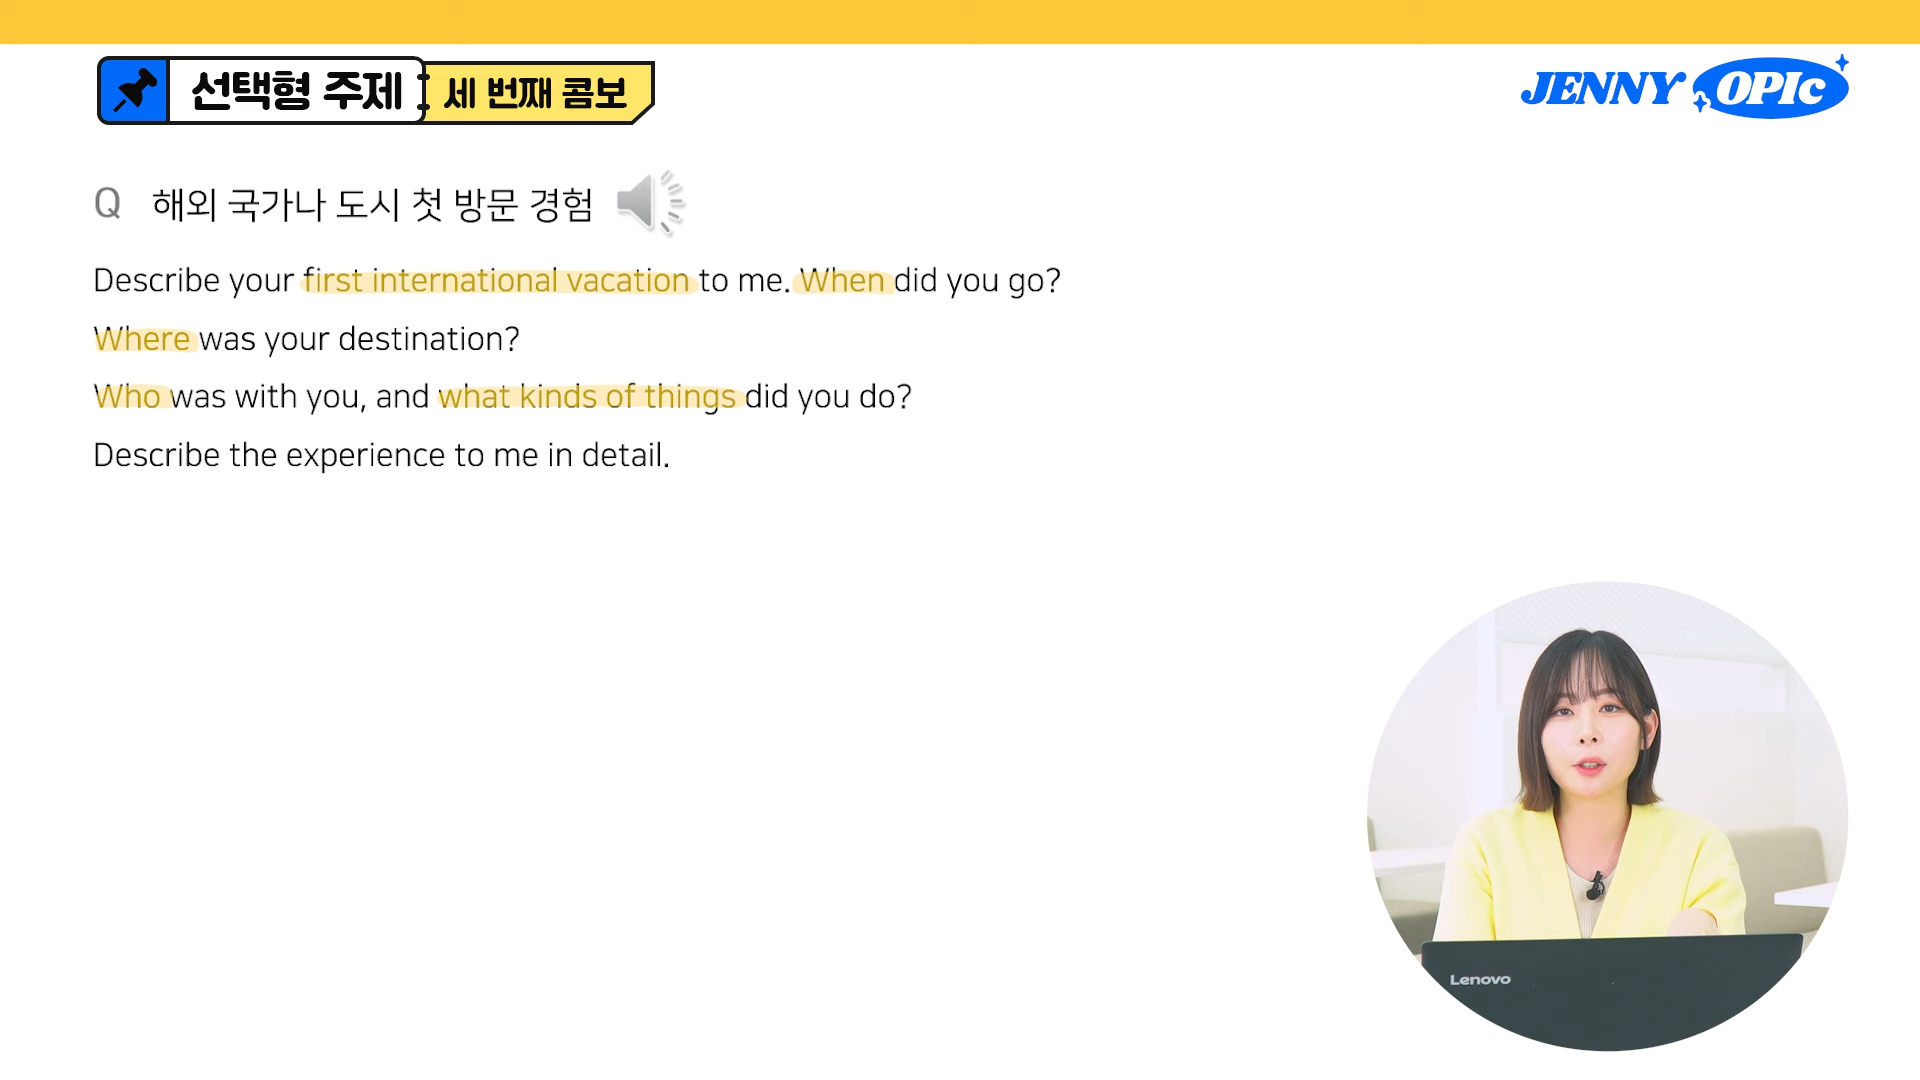 선택형 주제 : 세 번째 콤보
JENNY OPIc
Q 해외 국가나 도시 첫 방문 경험
Describe your first international vacation to me. When did you go?
Where was your destination?
Who was with you, and what kinds of things did you do?
Describe the experience to me in detail.
Lenovo